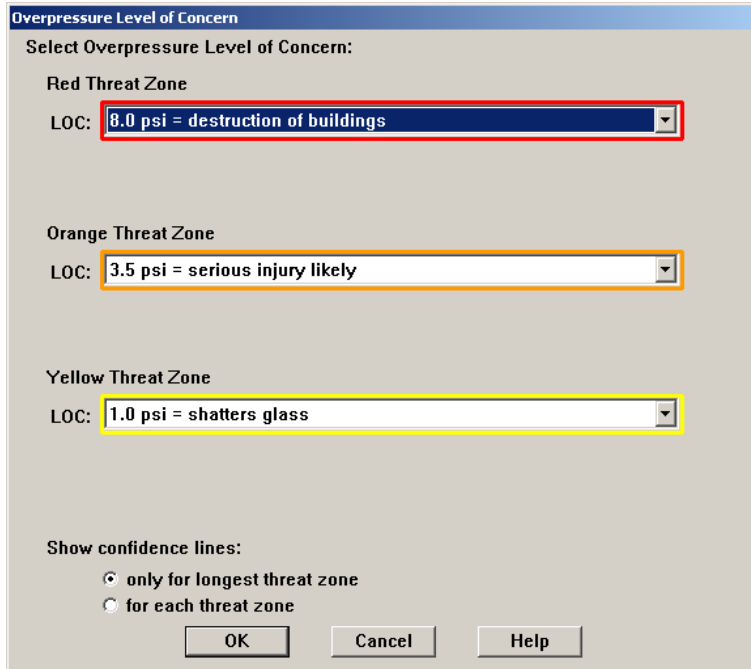 Overpressure Level of Concern
Select Overpressure Level of Concern:
Red Threat Zone
LOC: 8.0 psi = destruction of buildings
Orange Threat Zone
LOC: 3.5 psi = serious injury likely
Yellow Threat Zone
LOC: 1.0 psi = shatters glass
Show confidence lines:
only for longest threat zone
for each threat zone
OK Cancel Help